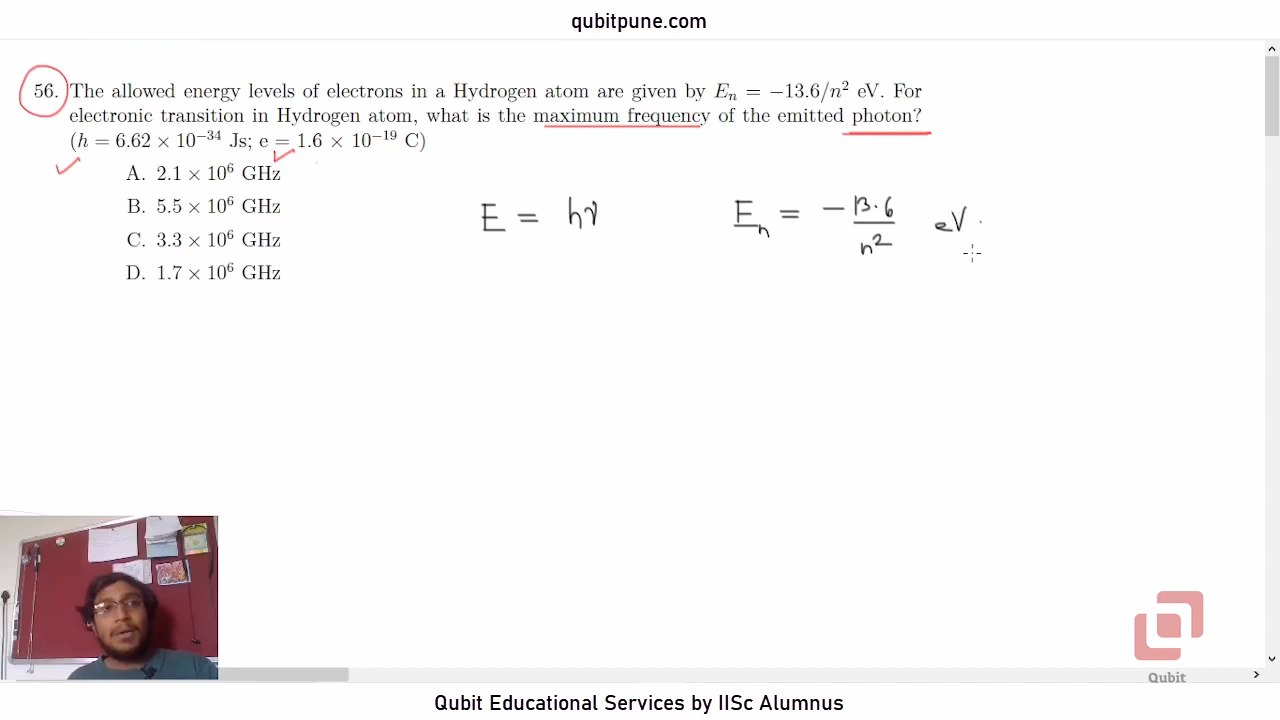 qubitpune.com
56. The allowed energy levels of electrons in a Hydrogen atom are given by Eₙ = −13.6/n² eV. For
electronic transition in Hydrogen atom, what is the maximum frequency of the emitted photon?
(h = 6.62 × 10⁻³⁴ Js; e = 1.6 × 10⁻¹⁹ C)
A. 2.1 × 10⁶ GHz
B. 5.5 × 10⁶ GHz
C. 3.3 × 10⁶ GHz
D. 1.7 × 10⁶ GHz
E = hν
Eₙ = −13.6/n² eV.
Qubit
Qubit Educational Services by IISc Alumnus